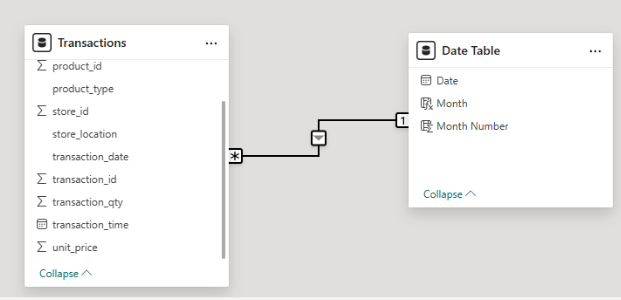 Transactions
...
product_id
product_type
store_id
store_location
transaction_date
transaction_id
transaction_qty
transaction_time
unit_price
Collapse
*
1
Date Table
...
Date
Month
Month Number
Collapse